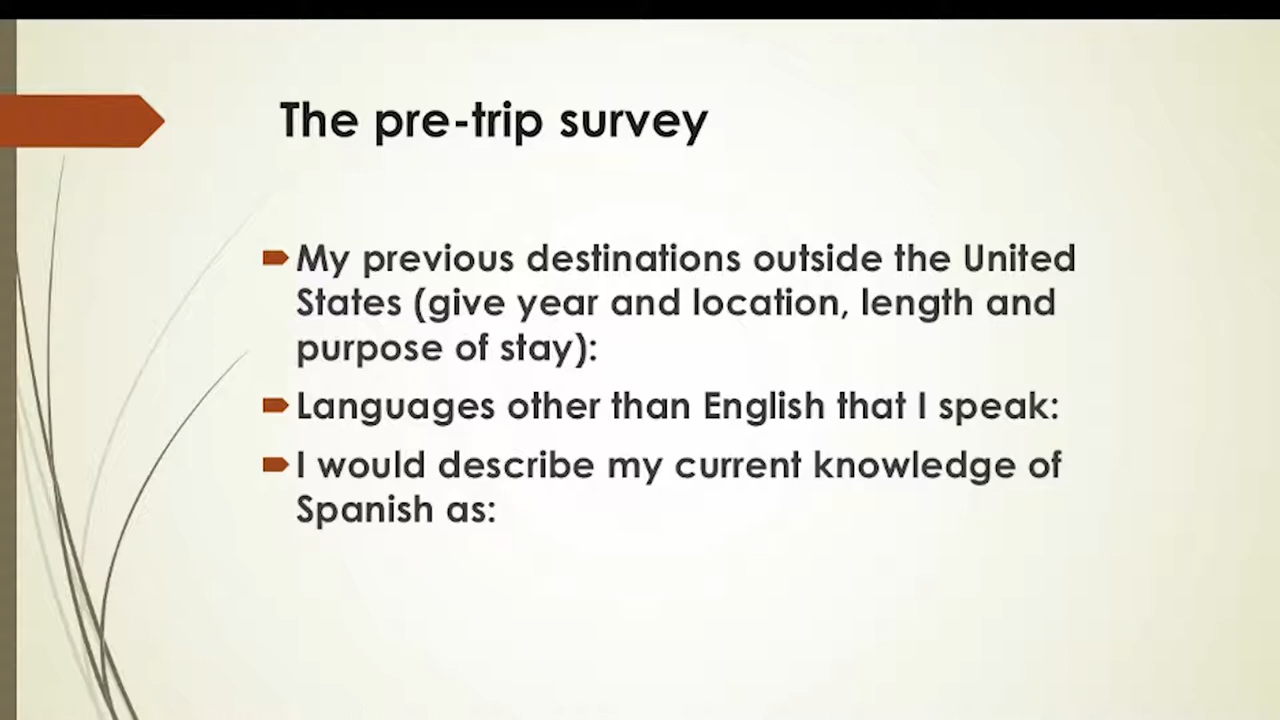 The pre-trip survey
My previous destinations outside the United
States (give year and location, length and
purpose of stay):
Languages other than English that I speak:
I would describe my current knowledge of
Spanish as: